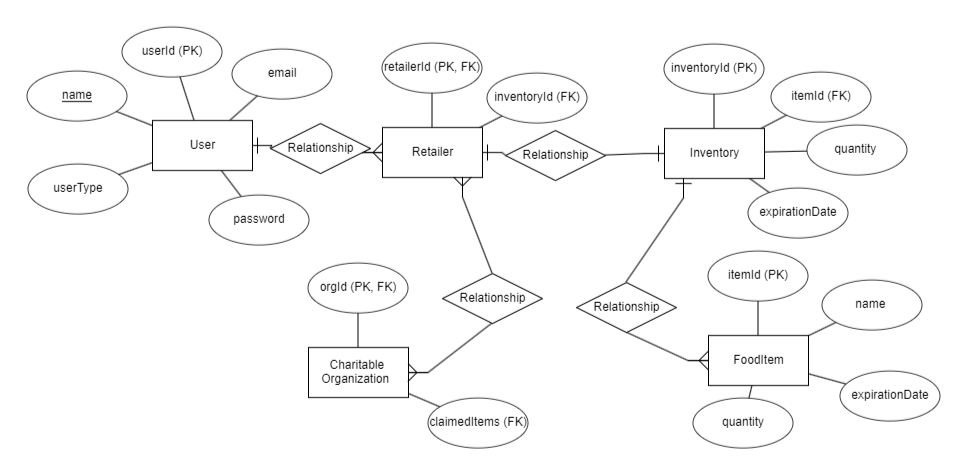 userId (PK)
email
name
User
userType
password
Relationship
retailerId (PK, FK)
inventoryId (FK)
Retailer
Relationship
inventoryId (PK)
itemId (FK)
Inventory
quantity
expirationDate
Relationship
orgId (PK, FK)
Charitable
Organization
claimedItems (FK)
Relationship
itemId (PK)
name
FoodItem
expirationDate
quantity